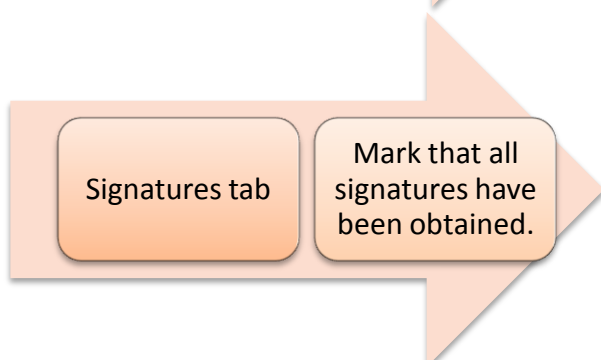 Signatures tab
Mark that all
signatures have
been obtained.